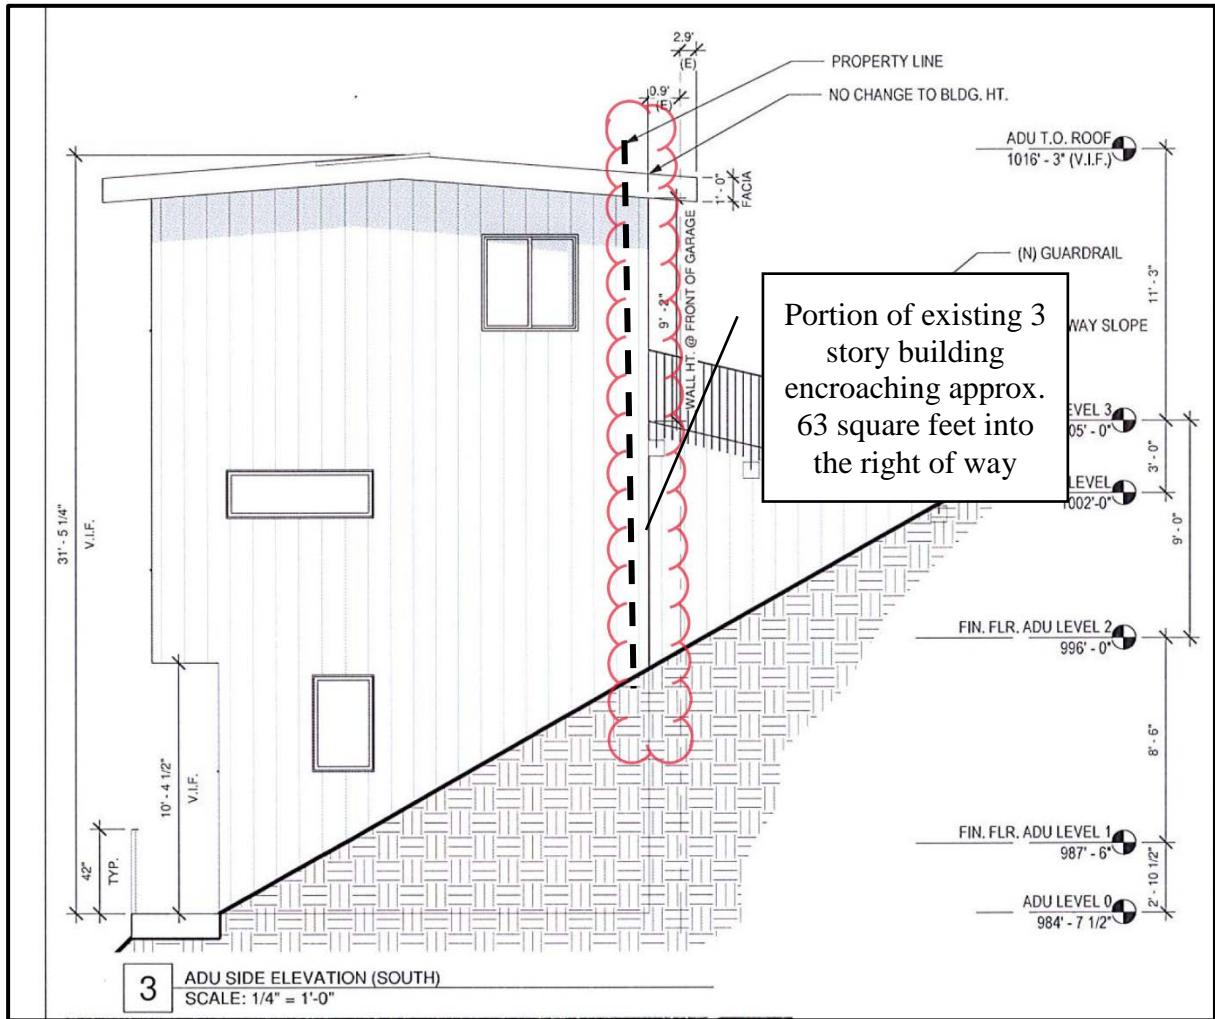 2.9'
(E)
PROPERTY LINE
0.9'
(E)
NO CHANGE TO BLDG. HT.
ADU T.O. ROOF
1016' - 3" (V.I.F.)
1' - 0"
FACIA
(N) GUARDRAIL
11' - 3"
9' -2"
WALL HT. @ FRONT OF GARAGE
WAY SLOPE
Portion of existing 3
story building
encroaching approx.
63 square feet into
the right of way
EVEL 3
05' - 0"
3' - 0"
LEVEL
1002'-0"
9' - 0"
31' - 5 1/4"
V.I.F.
FIN. FLR. ADU LEVEL 2
996' - 0"
8' - 6"
10' - 4 1/2"
V.I.F.
42"
TYP.
FIN. FLR. ADU LEVEL 1
987' - 6"
2' - 10 1/2"
ADU LEVEL 0
984' - 7 1/2"
3
ADU SIDE ELEVATION (SOUTH)
SCALE: 1/4" = 1'-0"